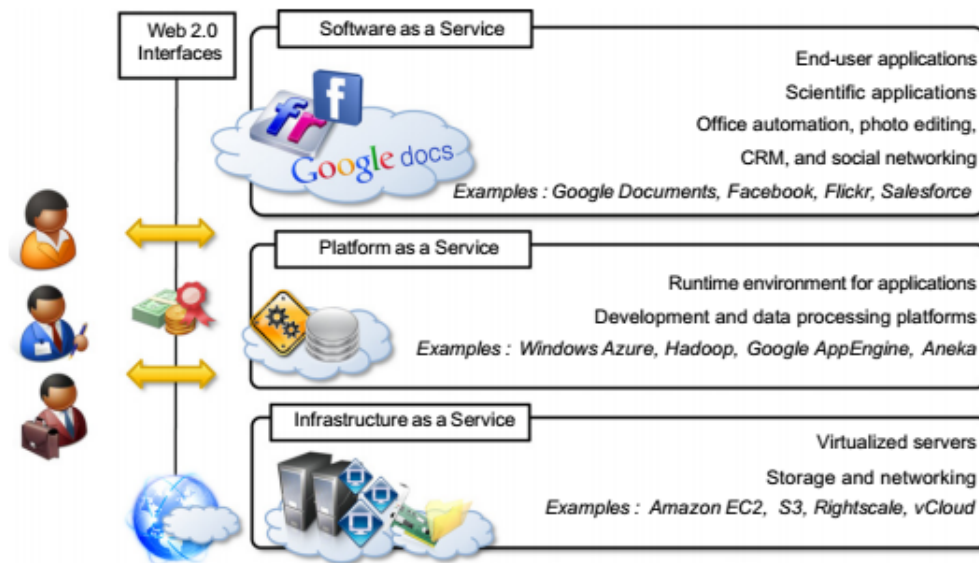 Web 2.0
Interfaces
Software as a Service
End-user applications
Scientific applications
Office automation, photo editing,
CRM, and social networking
Examples : Google Documents, Facebook, Flickr, Salesforce
f
fr
Google docs
Platform as a Service
Runtime environment for applications
Development and data processing platforms
Examples : Windows Azure, Hadoop, Google AppEngine, Aneka
Infrastructure as a Service
Virtualized servers
Storage and networking
Examples : Amazon EC2, S3, Rightscale, vCloud